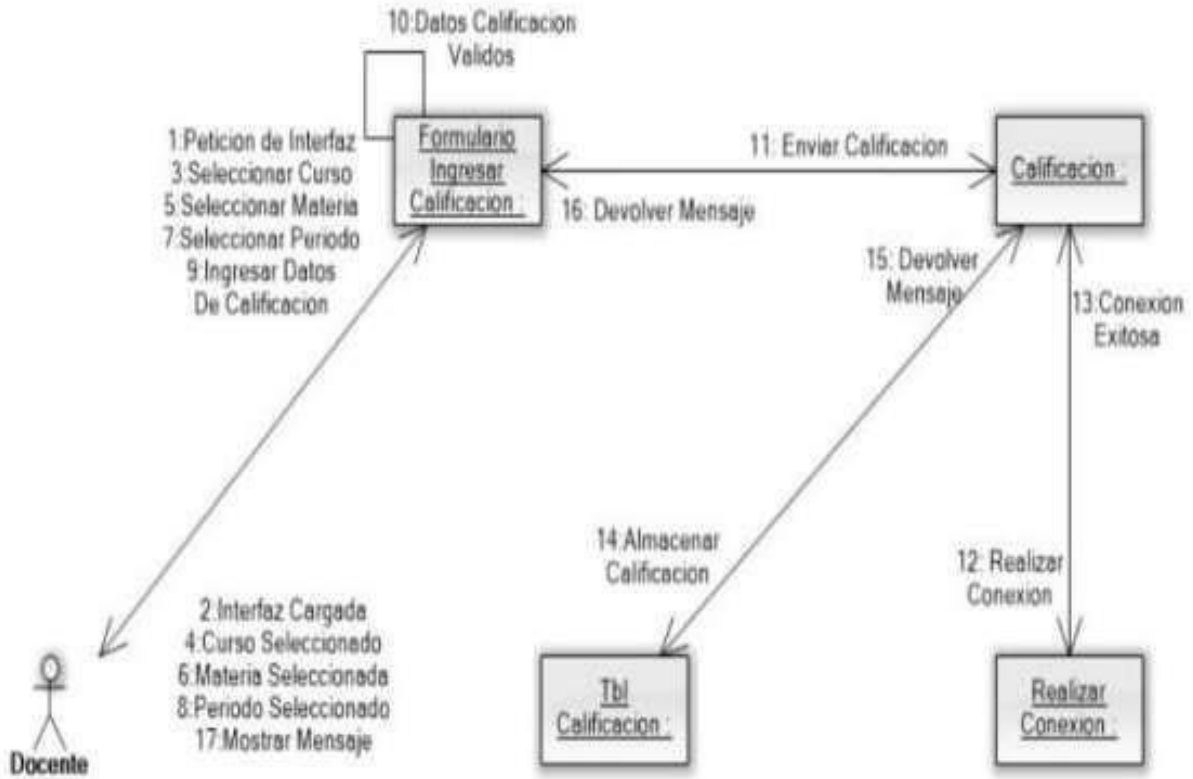 10:Datos Calificacion
Validos
1:Peticion de Interfaz
3:Seleccionar Curso
5:Seleccionar Materia
7:Seleccionar Periodo
9:Ingresar Datos
De Calificacion
Formulario
Ingresar
Calificacion :
11: Enviar Calificacion
16: Devolver Mensaje
Calificacion :
15: Devolver
Mensaje
13:Conexion
Exitosa
14:Almacenar
Calificacion
12: Realizar
Conexion
2:Interfaz Cargada
4:Curso Seleccionado
6:Materia Seleccionada
8:Periodo Seleccionado
17:Mostrar Mensaje
Docente
Tbl
Calificacion :
Realizar
Conexion :